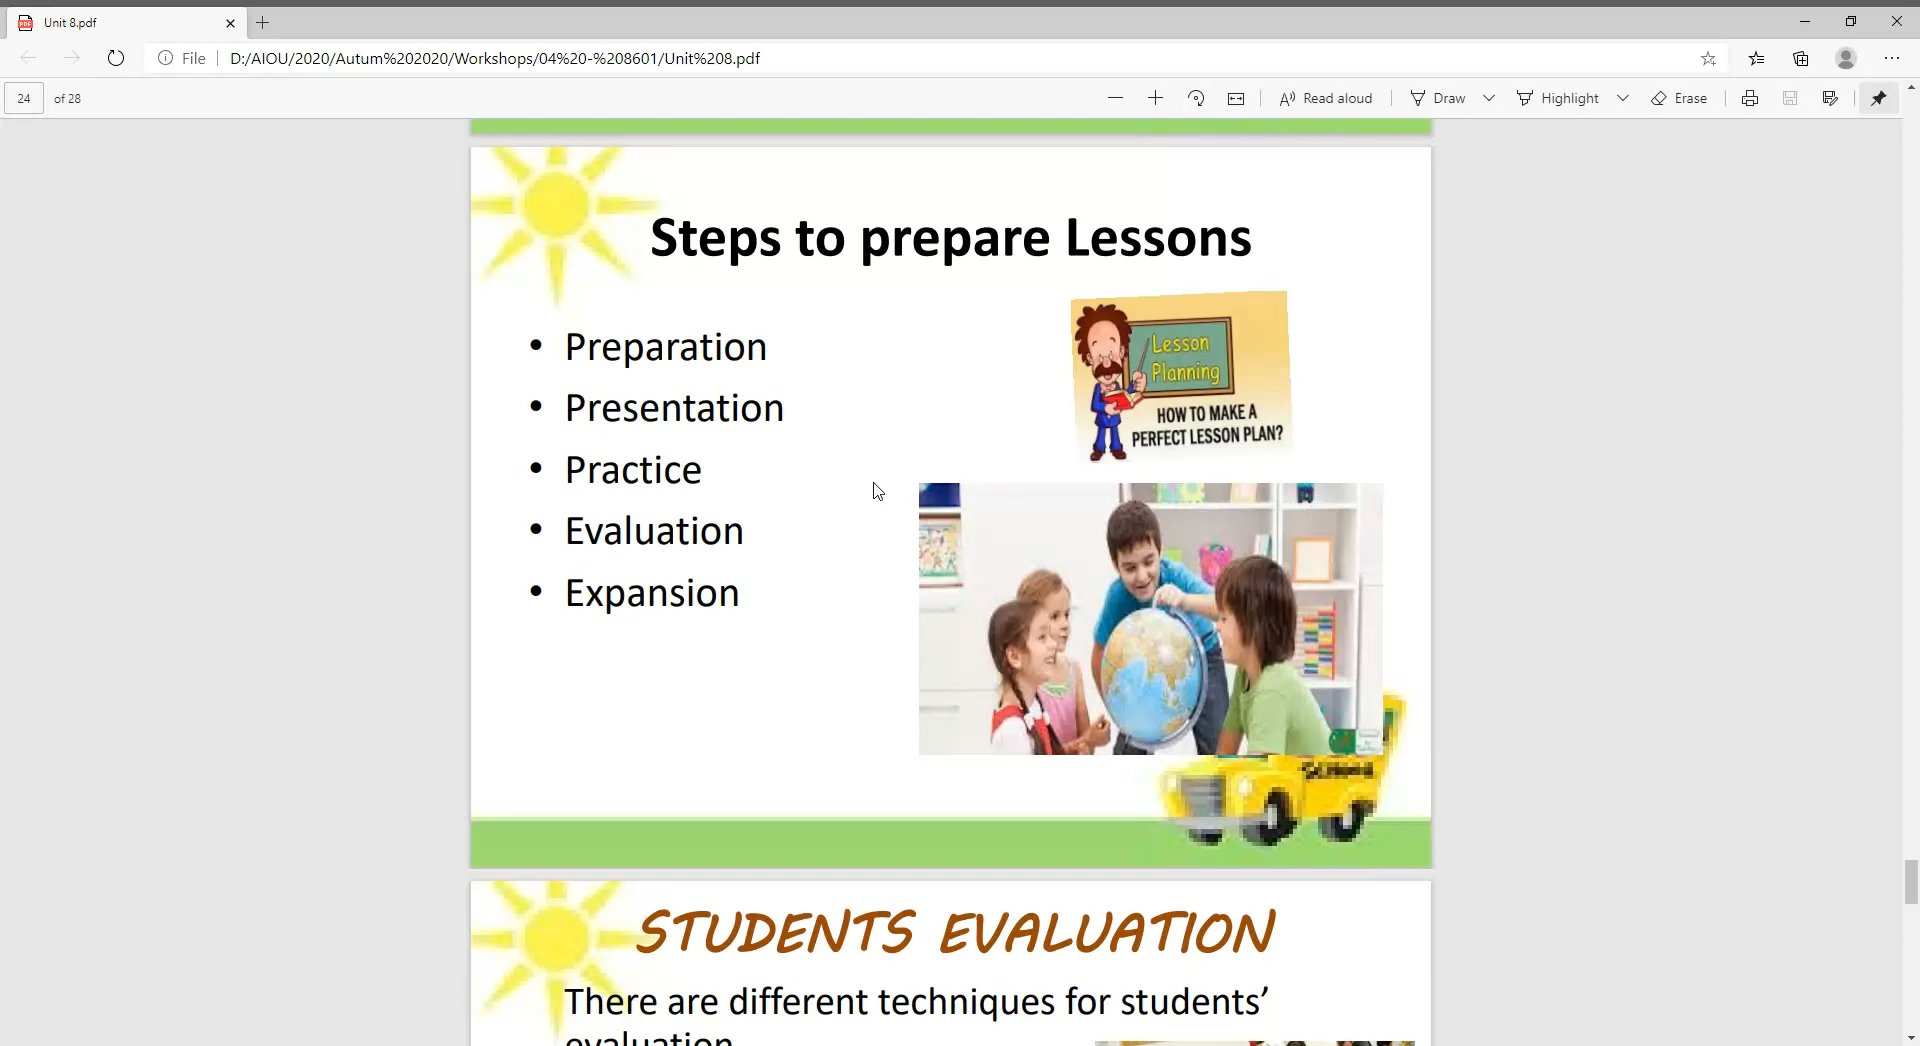 Unit 8.pdf
File
D:/AIOU/2020/Autum%202020/Workshops/04%20-%208601/Unit%208.pdf
24 of 28
Read aloud
Draw
Highlight
Erase
Steps to prepare Lessons
• Preparation
• Presentation
• Practice
• Evaluation
• Expansion
Lesson
Planning
HOW TO MAKE A
PERFECT LESSON PLAN?
SCHOOL
STUDENTS EVALUATION
There are different techniques for students’
evaluation